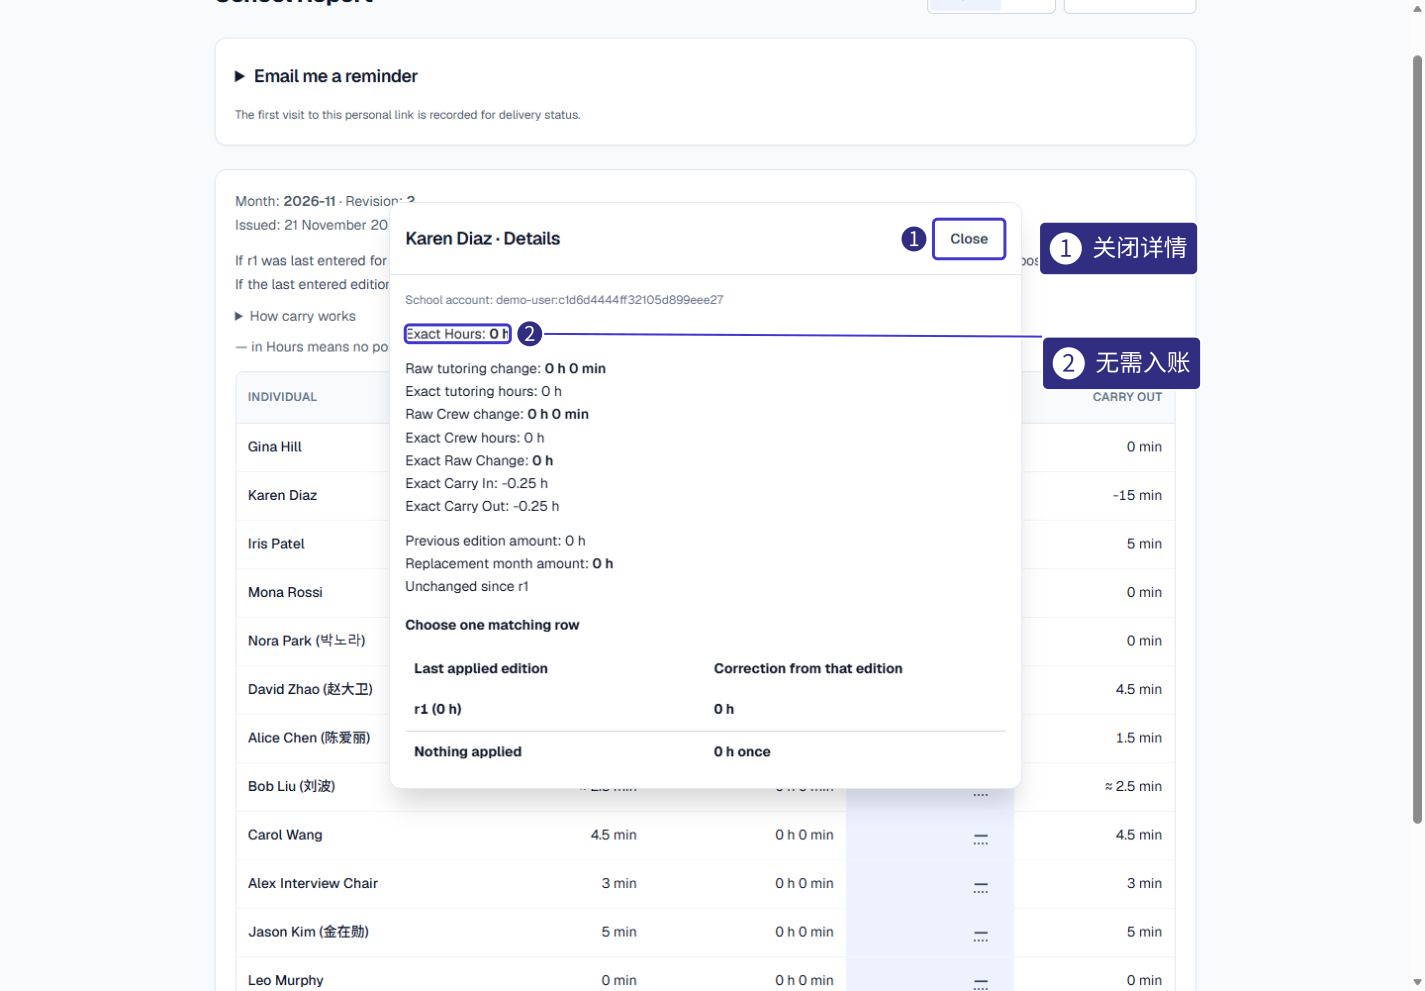 School Report
Email me a reminder
The first visit to this personal link is recorded for delivery status.
Month: 2026-11 · Revision: 2
Issued: 21 November 20
If r1 was last entered for
If the last entered edition
How carry works
— in Hours means no po
Karen Diaz · Details
1
Close
1 关闭详情
School account: demo-user:c1d6d4444ff32105d899eee27
Exact Hours: 0 h
2
2 无需入账
Raw tutoring change: 0 h 0 min
Exact tutoring hours: 0 h
Raw Crew change: 0 h 0 min
Exact Crew hours: 0 h
Exact Raw Change: 0 h
Exact Carry In: -0.25 h
Exact Carry Out: -0.25 h
Previous edition amount: 0 h
Replacement month amount: 0 h
Unchanged since r1
Choose one matching row
Last applied edition Correction from that edition
r1 (0 h) 0 h
Nothing applied 0 h once
INDIVIDUAL CARRY OUT
Gina Hill 0 min
Karen Diaz -15 min
Iris Patel 5 min
Mona Rossi 0 min
Nora Park (박노라) 0 min
David Zhao (赵大卫) 4.5 min
Alice Chen (陈爱丽) 1.5 min
Bob Liu (刘波) ≈ 2.5 min
Carol Wang 4.5 min 0 h 0 min — 4.5 min
Alex Interview Chair 3 min 0 h 0 min — 3 min
Jason Kim (金在勋) 5 min 0 h 0 min — 5 min
Leo Murphy 0 min 0 h 0 min — 0 min